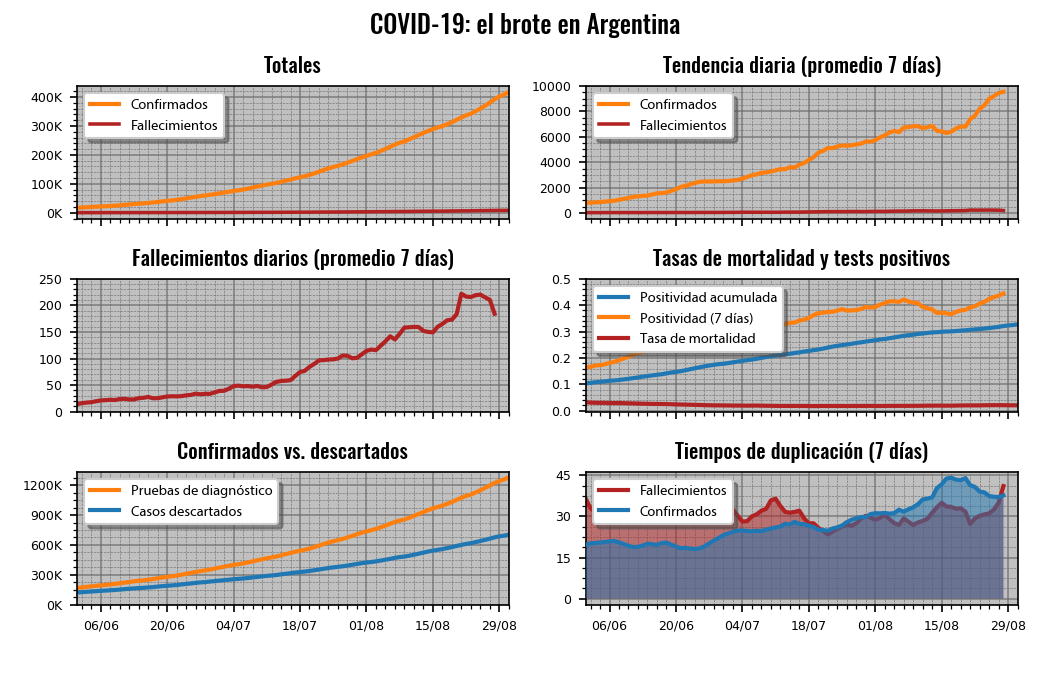 COVID-19: el brote en Argentina
Totales
400K
300K
200K
100K
0K
Confirmados
Fallecimientos
Tendencia diaria (promedio 7 días)
10000
8000
6000
4000
2000
0
Confirmados
Fallecimientos
Fallecimientos diarios (promedio 7 días)
250
200
150
100
50
0
Tasas de mortalidad y tests positivos
0.5
0.4
0.3
0.2
0.1
0.0
Positividad acumulada
Positividad (7 días)
Tasa de mortalidad
Confirmados vs. descartados
1200K
900K
600K
300K
0K
Pruebas de diagnóstico
Casos descartados
06/06 20/06 04/07 18/07 01/08 15/08 29/08
Tiempos de duplicación (7 días)
45
30
15
0
Fallecimientos
Confirmados
06/06 20/06 04/07 18/07 01/08 15/08 29/08